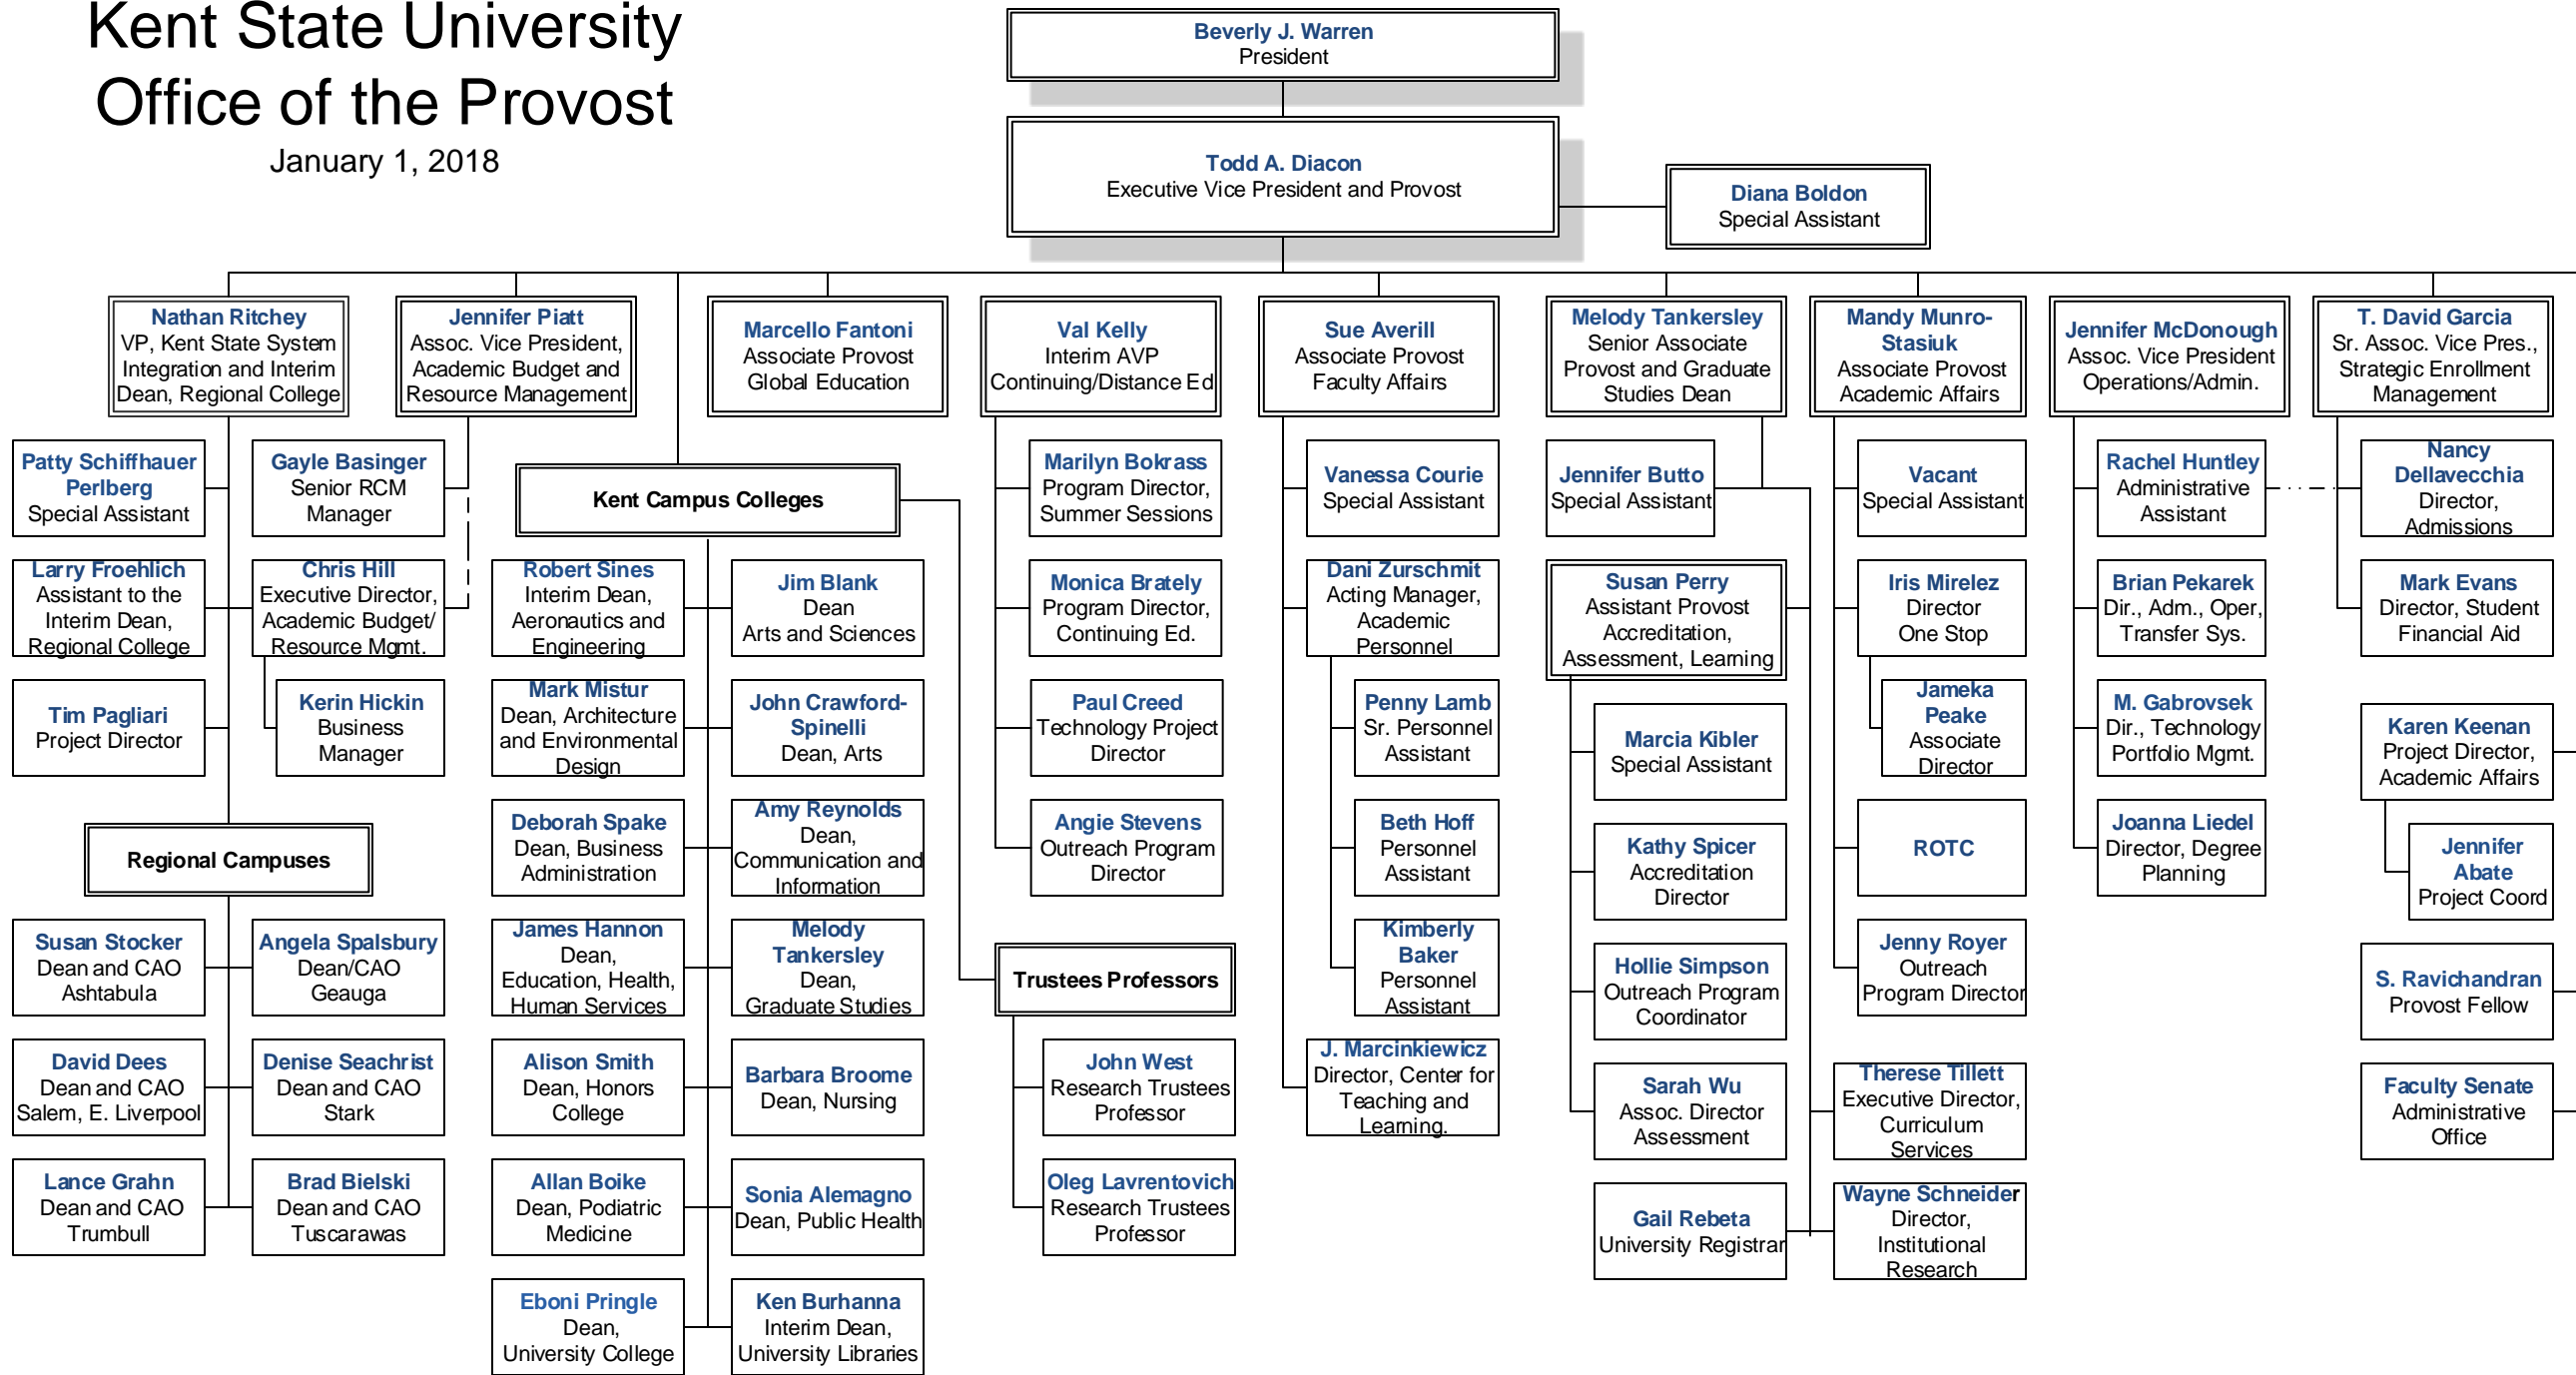 Kent State University
Office of the Provost
January 1, 2018
Beverly J. Warren
President
Todd A. Diacon
Executive Vice President and Provost
Diana Boldon
Special Assistant
Nathan Ritchey
VP, Kent State System
Integration and Interim
Dean, Regional College
Jennifer Piatt
Assoc. Vice President,
Academic Budget and
Resource Management
Marcello Fantoni
Associate Provost
Global Education
Val Kelly
Interim AVP
Continuing/Distance Ed
Sue Averill
Associate Provost
Faculty Affairs
Melody Tankersley
Senior Associate
Provost and Graduate
Studies Dean
Mandy Munro-
Stasiuk
Associate Provost
Academic Affairs
Jennifer McDonough
Assoc. Vice President
Operations/Admin.
T. David Garcia
Sr. Assoc. Vice Pres.,
Strategic Enrollment
Management
Patty Schiffhauer
Perlberg
Special Assistant
Larry Froehlich
Assistant to the
Interim Dean,
Regional College
Tim Pagliari
Project Director
Gayle Basinger
Senior RCM
Manager
Chris Hill
Executive Director,
Academic Budget/
Resource Mgmt.
Kerin Hickin
Business
Manager
Regional Campuses
Susan Stocker
Dean and CAO
Ashtabula
Angela Spalsbury
Dean/CAO
Geauga
David Dees
Dean and CAO
Salem, E. Liverpool
Denise Seachrist
Dean and CAO
Stark
Lance Grahn
Dean and CAO
Trumbull
Brad Bielski
Dean and CAO
Tuscarawas
Kent Campus Colleges
Robert Sines
Interim Dean,
Aeronautics and
Engineering
Jim Blank
Dean
Arts and Sciences
Mark Mistur
Dean, Architecture
and Environmental
Design
John Crawford-
Spinelli
Dean, Arts
Deborah Spake
Dean, Business
Administration
Amy Reynolds
Dean,
Communication and
Information
James Hannon
Dean,
Education, Health,
Human Services
Melody
Tankersley
Dean,
Graduate Studies
Alison Smith
Dean, Honors
College
Barbara Broome
Dean, Nursing
Allan Boike
Dean, Podiatric
Medicine
Sonia Alemagno
Dean, Public Health
Eboni Pringle
Dean,
University College
Ken Burhanna
Interim Dean,
University Libraries
Marilyn Bokrass
Program Director,
Summer Sessions
Monica Brately
Program Director,
Continuing Ed.
Paul Creed
Technology Project
Director
Angie Stevens
Outreach Program
Director
Trustees Professors
John West
Research Trustees
Professor
Oleg Lavrentovich
Research Trustees
Professor
Vanessa Courie
Special Assistant
Dani Zurschmit
Acting Manager,
Academic
Personnel
Penny Lamb
Sr. Personnel
Assistant
Beth Hoff
Personnel
Assistant
Kimberly
Baker
Personnel
Assistant
J. Marcinkiewicz
Director, Center for
Teaching and
Learning.
Jennifer Butto
Special Assistant
Susan Perry
Assistant Provost
Accreditation,
Assessment, Learning
Marcia Kibler
Special Assistant
Kathy Spicer
Accreditation
Director
Hollie Simpson
Outreach Program
Coordinator
Sarah Wu
Assoc. Director
Assessment
Gail Rebeta
University Registrar
Vacant
Special Assistant
Iris Mirelez
Director
One Stop
Jameka
Peake
Associate
Director
ROTC
Jenny Royer
Outreach
Program Director
Therese Tillett
Executive Director,
Curriculum
Services
Wayne Schneider
Director,
Institutional
Research
Rachel Huntley
Administrative
Assistant
Brian Pekarek
Dir., Adm., Oper,
Transfer Sys.
M. Gabrovsek
Dir., Technology
Portfolio Mgmt.
Joanna Liedel
Director, Degree
Planning
Nancy
Dellavecchia
Director,
Admissions
Mark Evans
Director, Student
Financial Aid
Karen Keenan
Project Director,
Academic Affairs
Jennifer
Abate
Project Coord
S. Ravichandran
Provost Fellow
Faculty Senate
Administrative
Office